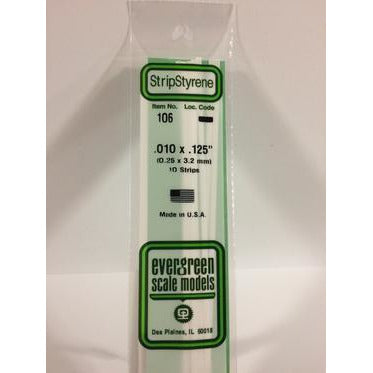 StripStyrene
Item No. Loc. Code
106
.010 x .125"
(0.25 x 3.2 mm)
10 Strips
Made in U.S.A.
evergreen
scale models
Des Plaines, IL 60018